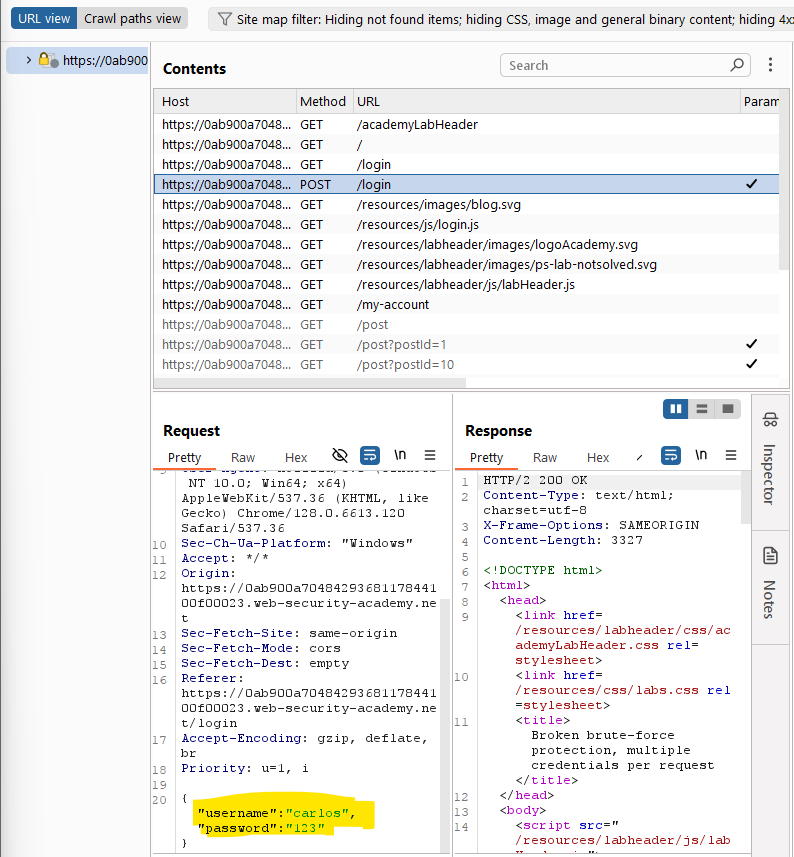 URL view Crawl paths view Site map filter: Hiding not found items; hiding CSS, image and general binary content; hiding 4x
https://0ab900
Contents
Search
Host Method URL Param
https://0ab900a7048... GET /academyLabHeader
https://0ab900a7048... GET /
https://0ab900a7048... GET /login
https://0ab900a7048... POST /login
https://0ab900a7048... GET /resources/images/blog.svg
https://0ab900a7048... GET /resources/js/login.js
https://0ab900a7048... GET /resources/labheader/images/logoAcademy.svg
https://0ab900a7048... GET /resources/labheader/images/ps-lab-notsolved.svg
https://0ab900a7048... GET /resources/labheader/js/labHeader.js
https://0ab900a7048... GET /my-account
https://0ab900a7048... GET /post
https://0ab900a7048... GET /post?postId=1
https://0ab900a7048... GET /post?postId=10
Request
Pretty Raw Hex \n
NT 10.0; Win64; x64)
AppleWebKit/537.36 (KHTML, like
Gecko) Chrome/128.0.6613.120
Safari/537.36
10 Sec-Ch-Ua-Platform: "Windows"
11 Accept: */*
12 Origin:
https://0ab900a70484293681178441
00f00023.web-security-academy.ne
t
13 Sec-Fetch-Site: same-origin
14 Sec-Fetch-Mode: cors
15 Sec-Fetch-Dest: empty
16 Referer:
https://0ab900a70484293681178441
00f00023.web-security-academy.ne
t/login
17 Accept-Encoding: gzip, deflate,
br
18 Priority: u=1, i
19
20 {
"username":"carlos",
"password":"123"
}
Response
Pretty Raw Hex \n
1 HTTP/2 200 OK
2 Content-Type: text/html;
charset=utf-8
3 X-Frame-Options: SAMEORIGIN
4 Content-Length: 3327
5
6 <!DOCTYPE html>
7 <html>
8 <head>
9 <link href=
/resources/labheader/css/ac
ademyLabHeader.css rel=
stylesheet>
10 <link href=
/resources/css/labs.css rel
=stylesheet>
11 <title>
Broken brute-force
protection, multiple
credentials per request
</title>
12 </head>
13 <body>
14 <script src="
/resources/labheader/js/lab
Inspector
Notes